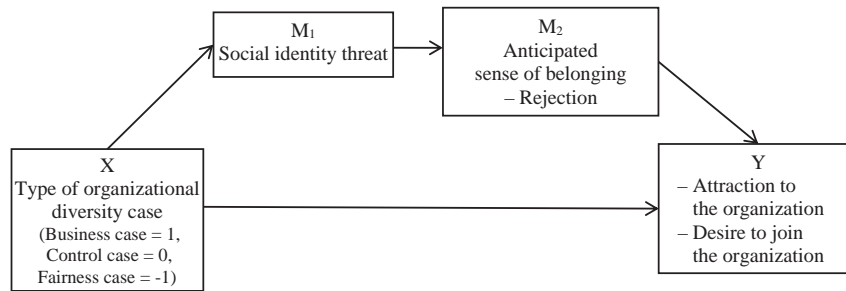 M₁
Social identity threat
M₂
Anticipated
sense of belonging
– Rejection
X
Type of organizational
diversity case
(Business case = 1,
Control case = 0,
Fairness case = -1)
Y
– Attraction to
the organization
– Desire to join
the organization